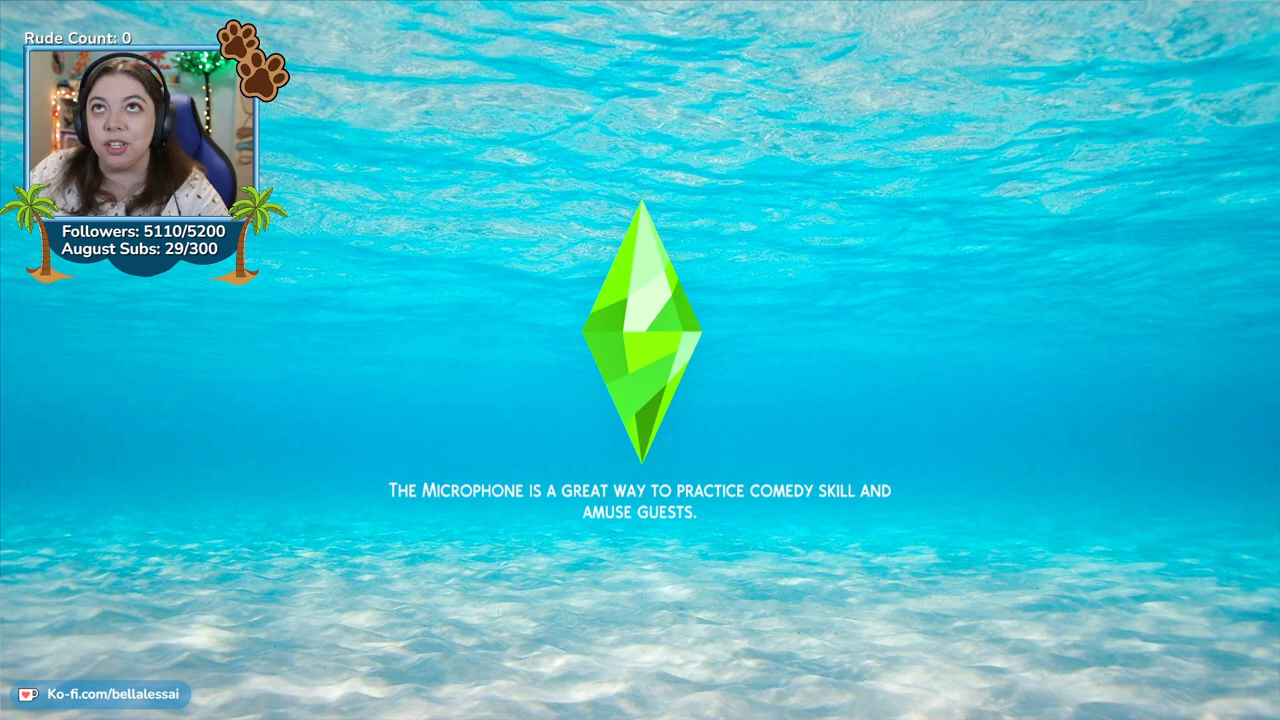 Rude Count: 0
Followers: 5110/5200
August Subs: 29/300
The Microphone is a great way to practice comedy skill and
amuse guests.
Ko-fi.com/bellalessai